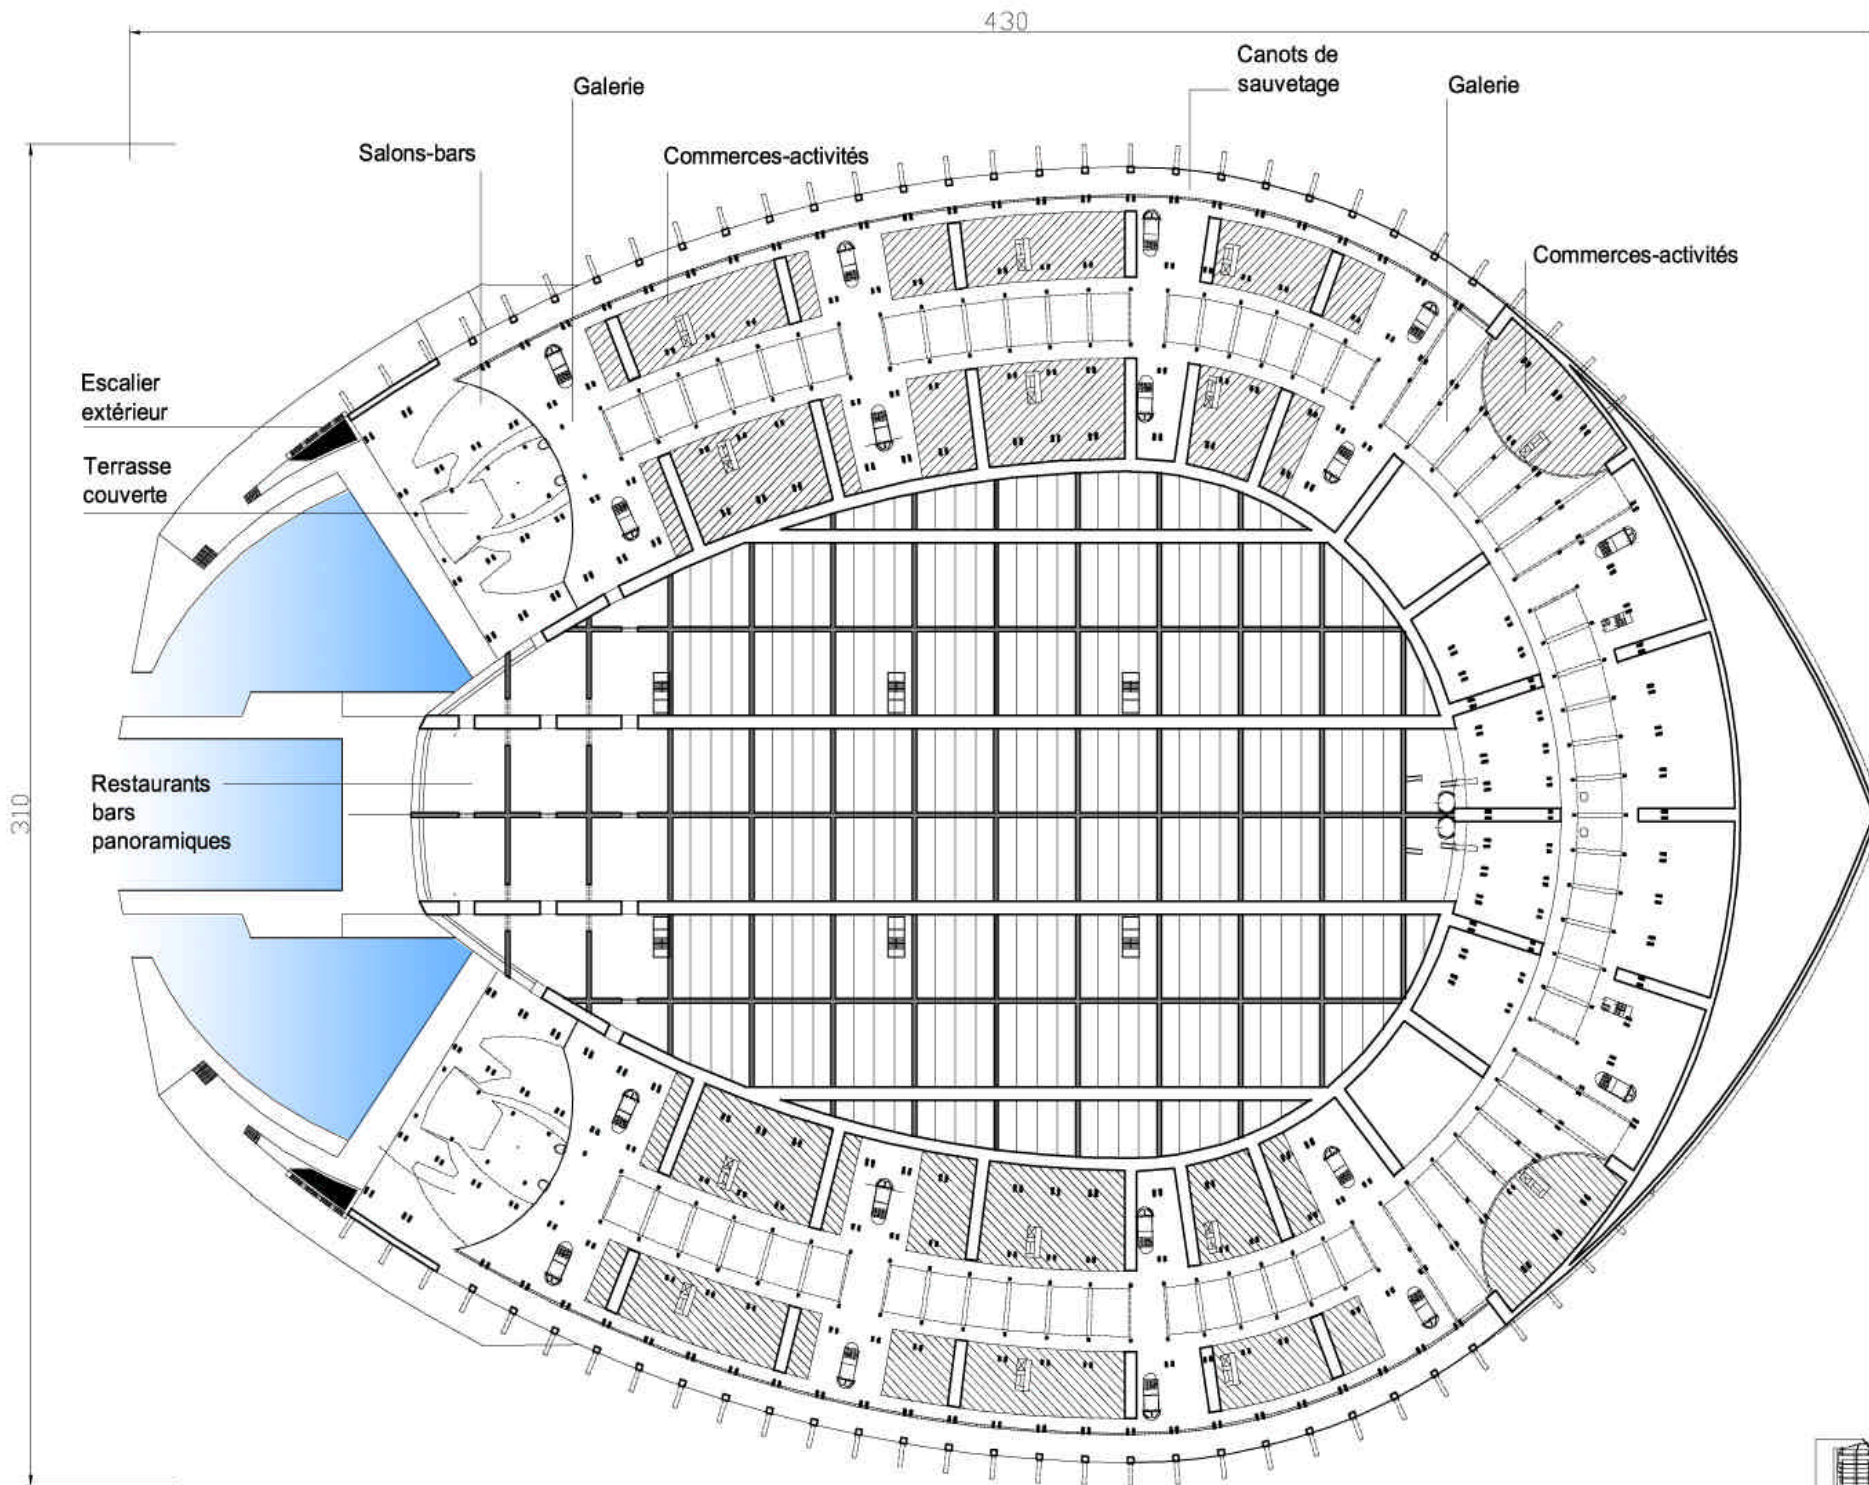 430
Canots de
sauvetage
Galerie
Galerie
Salons-bars
Commerces-activités
Commerces-activités
Escalier
extérieur
Terrasse
couverte
Restaurants
bars
panoramiques
310